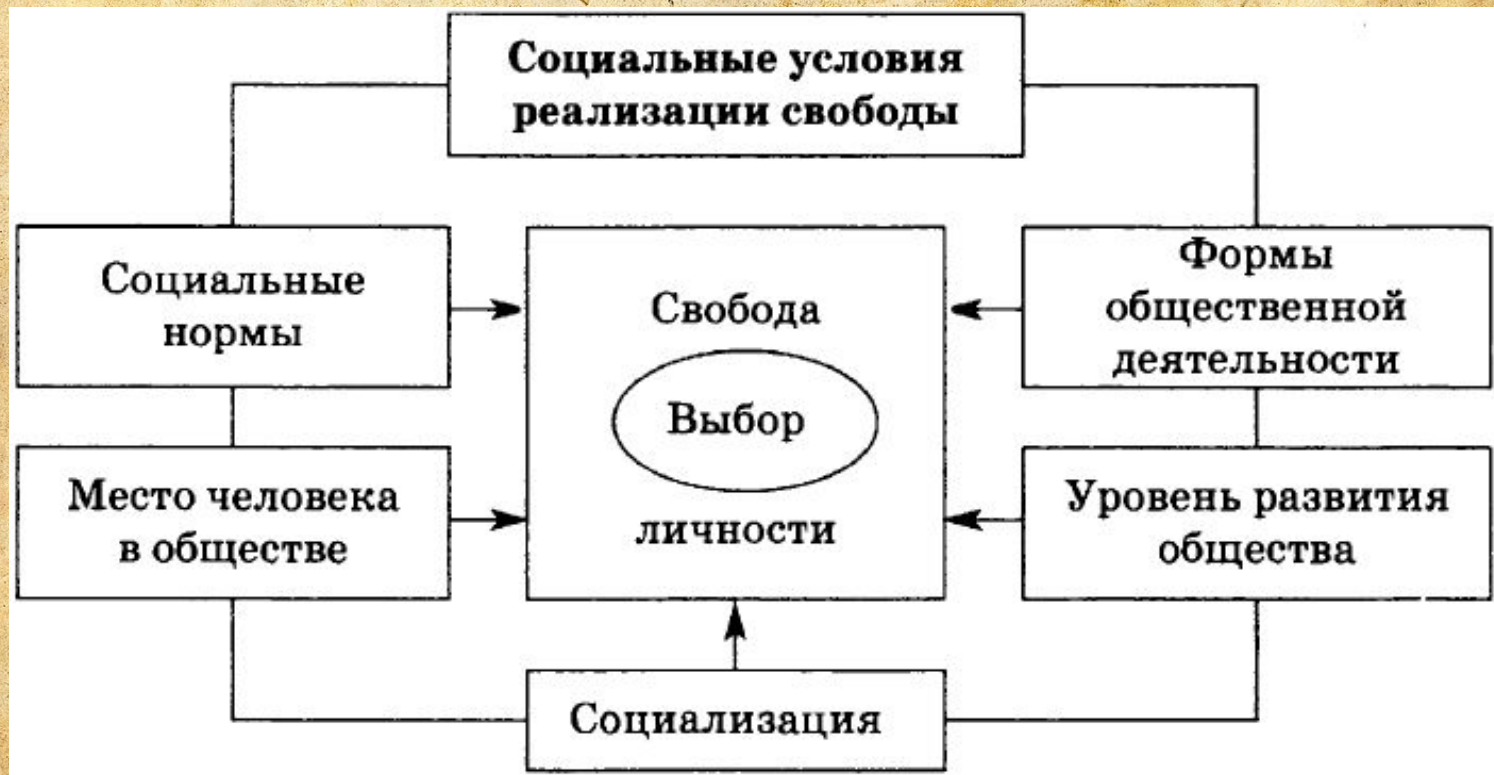 Социальные условия
реализации свободы
Социальные
нормы
Свобода
Выбор
личности
Формы
общественной
деятельности
Место человека
в обществе
Уровень развития
общества
Социализация